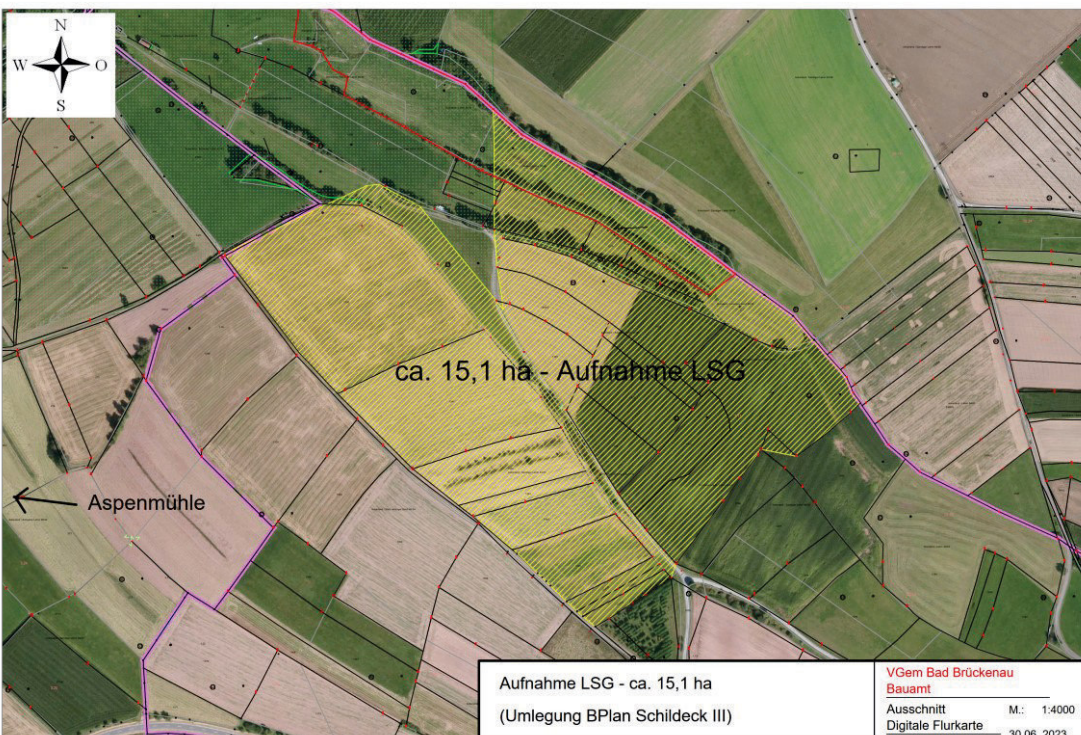 N
W O
S
ca. 15,1 ha - Aufnahme LSG
Aspenmühle
Aufnahme LSG - ca. 15,1 ha
(Umlegung BPlan Schildeck III)
VGem Bad Brückenau
Bauamt
Ausschnitt M.: 1:4000
Digitale Flurkarte 30.06.2023